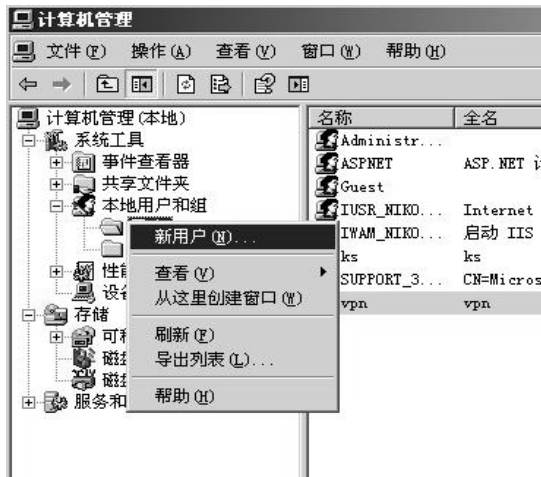 计算机管理
文件(F) 操作(A) 查看(V) 窗口(W) 帮助(H)
计算机管理(本地)
系统工具
事件查看器
共享文件夹
本地用户和组
性
设
存储
可
磁
磁
服务和
新用户(N)...
查看(V)
从这里创建窗口(W)
刷新(F)
导出列表(L)...
帮助(H)
名称 全名
Administr...
ASPNET ASP.NET
Guest
IUSR_NIKO... Internet
IWAM_NIKO... 启动 IIS
ks ks
SUPPORT_3... CN=Micros
vpn vpn